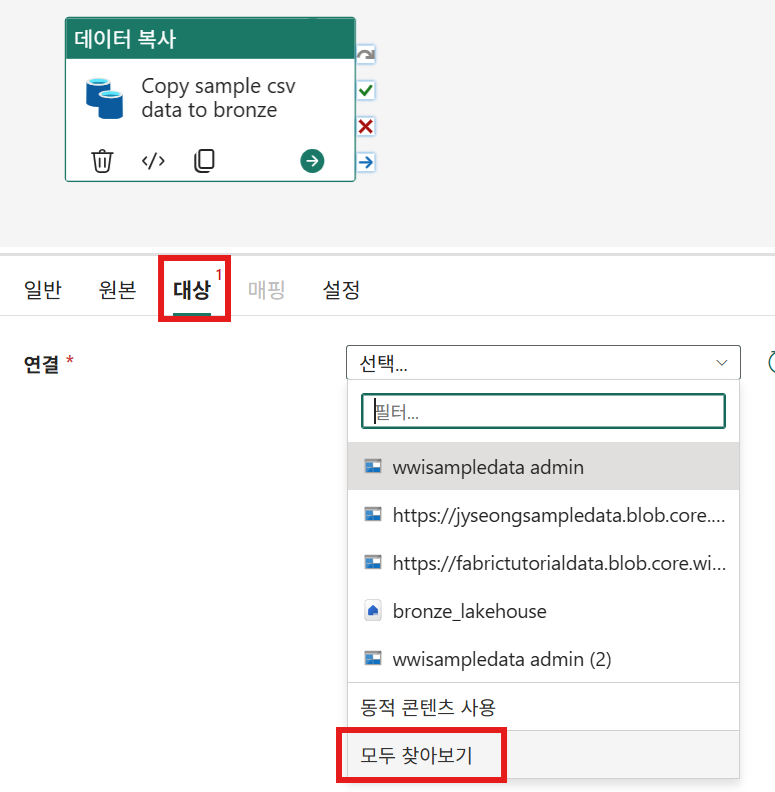 데이터 복사
Copy sample csv
data to bronze
</>
일반 원본 대상 1 매핑 설정
연결 *
선택...
필터...
wwisampledata admin
https://jyseongsampledata.blob.core....
https://fabrictutorialdata.blob.core.wi...
bronze_lakehouse
wwisampledata admin (2)
동적 콘텐츠 사용
모두 찾아보기